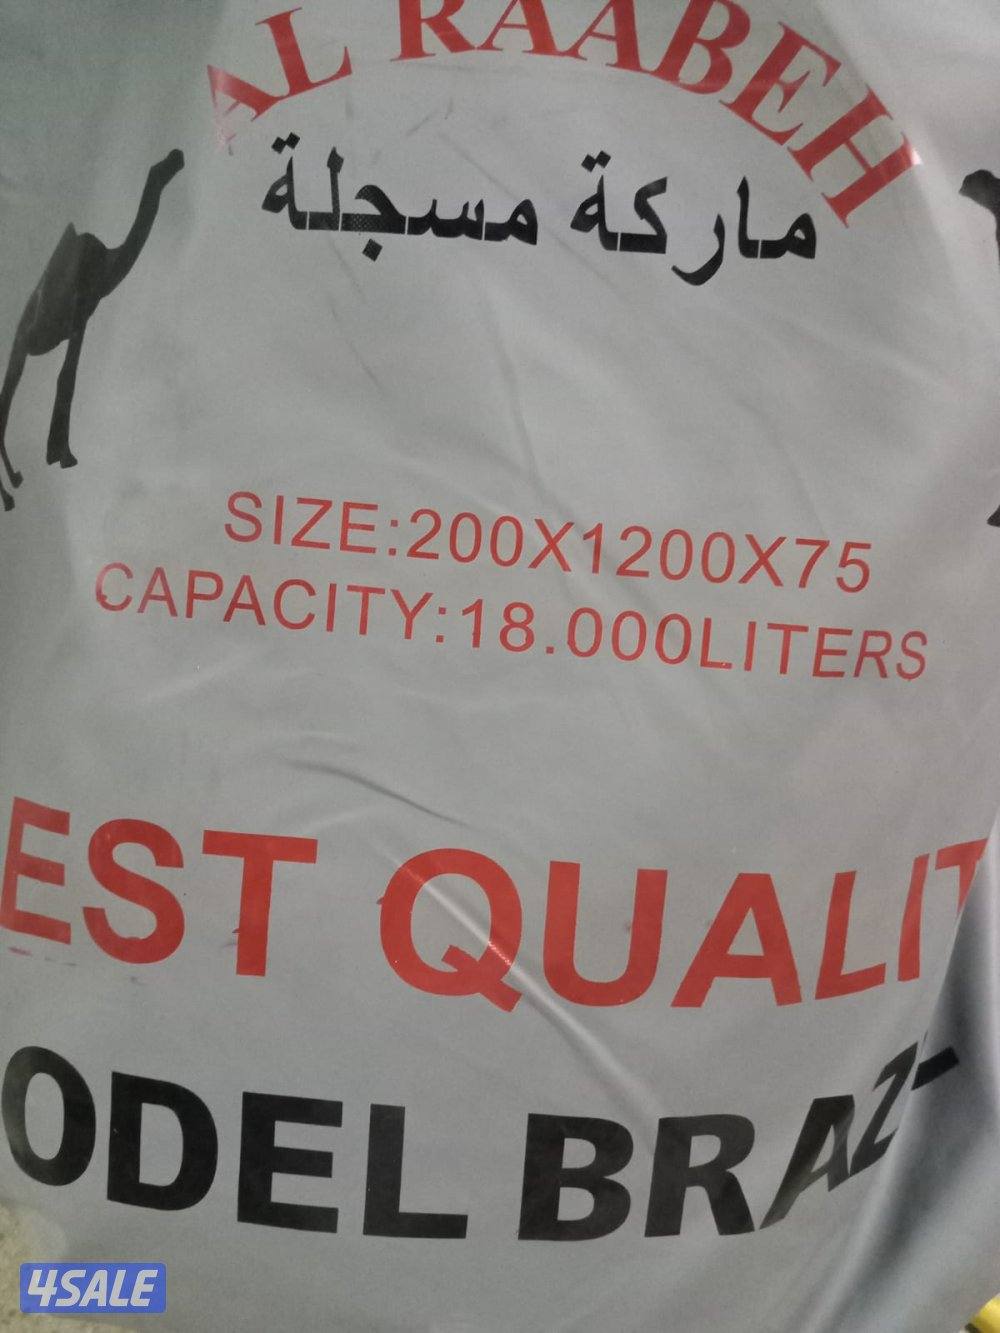 AL RAABEH
ماركة مسجلة
SIZE:200X1200X75
CAPACITY:18.000LITERS
EST QUALIT
ODEL BRAZ
4SALE